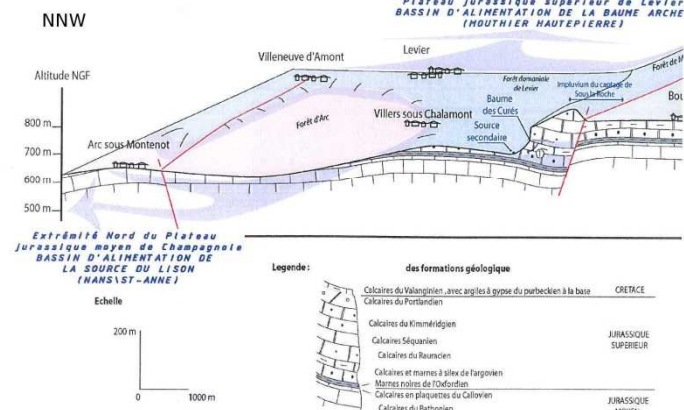 Plateau jurassique supérieur de Levier
BASSIN D'ALIMENTATION DE LA BAUME ARCHE
(MOUTHIER HAUTEPIERRE)
NNW
Villeneuve d'Amont
Levier
Altitude NGF
Forêt domaniale
de Levier
Impluvium du captage de
Sous la Roche
Forêt d'Arc
Villers sous Chalamont
Baume
des Curés
Source
secondaire
Arc sous Montenot
800 m
700 m
600 m
500 m
Extrémité Nord du Plateau
jurassique moyen de Champagnole
BASSIN D'ALIMENTATION DE
LA SOURCE DU LISON
(NANS\ST-ANNE)
Echelle
200 m
0
1000 m
Legende :
des formations géologique
Calcaires du Valanginien ,avec argiles à gypse du purbeckien à la base
CRETACE
Calcaires du Portlandien
Calcaires du Kimméridgien
Calcaires Séquanien
Calcaires du Rauracien
JURASSIQUE
SUPERIEUR
Calcaires et marnes à silex de l'argovien
Marnes noires de l'Oxfordien
Calcaires en plaquettes du Callovien
Calcaires du Bathonien
JURASSIQUE
MOYEN